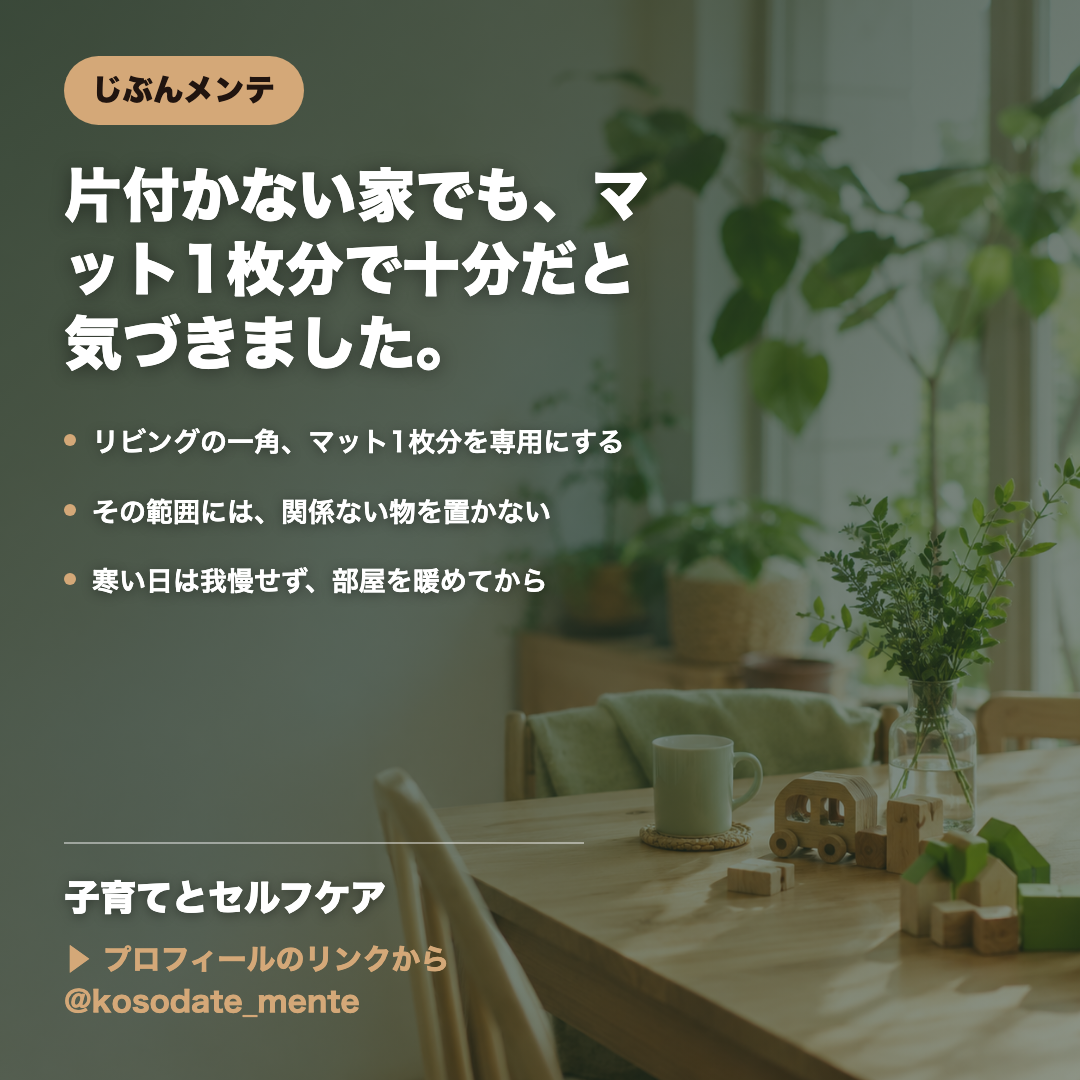 じぶんメンテ
片付かない家でも、マ
ット1枚分で十分だと
気づきました。
リビングの一角、マット1枚分を専用にする
その範囲には、関係ない物を置かない
寒い日は我慢せず、部屋を暖めてから
子育てとセルフケア
▶ プロフィールのリンクから
@kosodate_mente